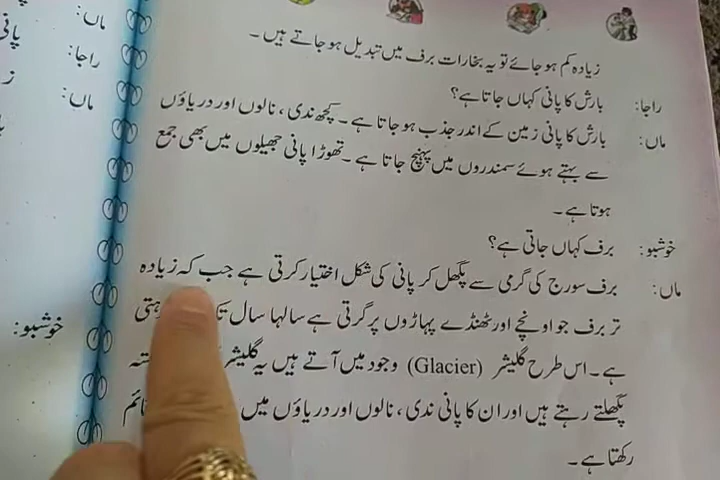 زیادہ کم ہو جائے تو یہ بخارات برف میں تبدیل ہو جاتے ہیں ۔
راجا: بارش کا پانی کہاں جاتا ہے؟
ماں: بارش کا پانی زمین کے اندر جذب ہو جاتا ہے ۔ کچھ ندی ، نالوں اور دریاؤں
سے بہتے ہوئے سمندروں میں پہنچ جاتا ہے ۔ تھوڑا پانی جھیلوں میں بھی جمع
ہوتا ہے ۔
خوشبو: برف کہاں جاتی ہے؟
ماں: برف سورج کی گرمی سے پگھل کر پانی کی شکل اختیار کرتی ہے جب کہ زیادہ
تر برف جو اونچے اور ٹھنڈے پہاڑوں پر گرتی ہے سالہا سال
ہے ۔ اس طرح گلیشر (Glacier) وجود میں آتے ہیں یہ گلیشر
پگھلتے رہتے ہیں اور ان کا پانی ندی ، نالوں اور دریاؤں میں
رکھتا ہے ۔
ماں:
راجا:
ماں:
خوشبو:
پانی